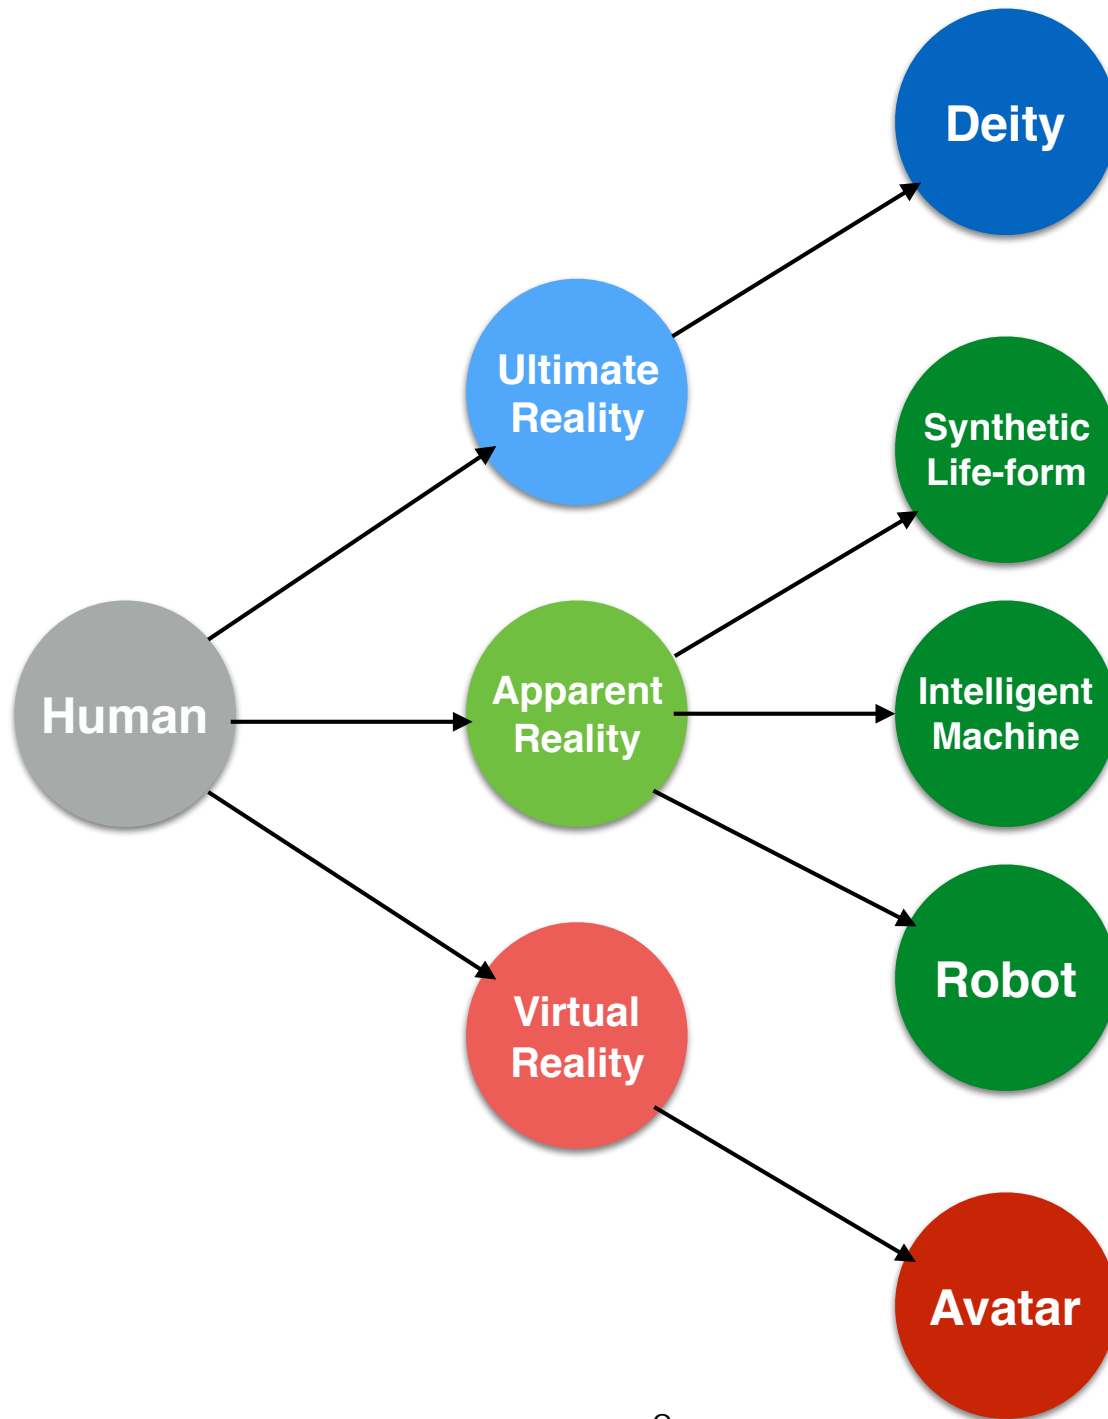 Deity
Ultimate
Reality
Synthetic
Life-form
Human
Apparent
Reality
Intelligent
Machine
Robot
Virtual
Reality
Avatar